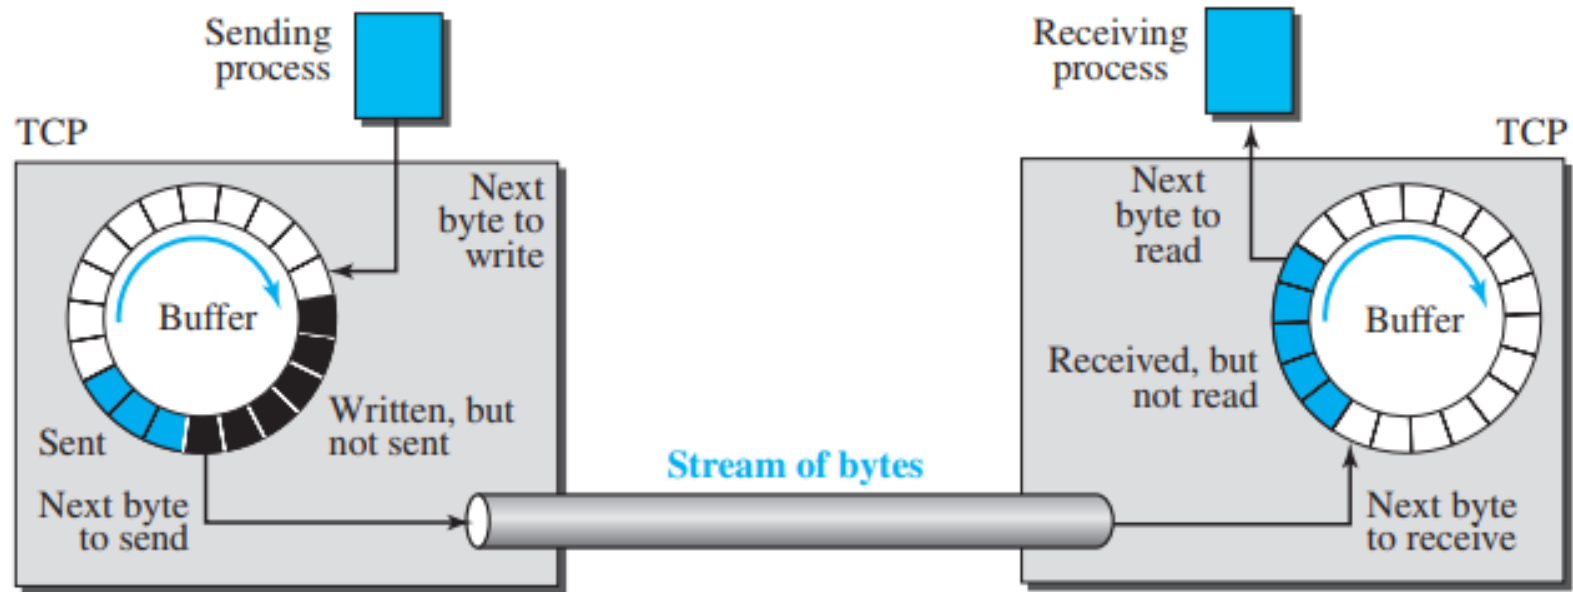 Sending
process
TCP
Next
byte to
write
Buffer
Written, but
not sent
Sent
Next byte
to send
Stream of bytes
Receiving
process
TCP
Next
byte to
read
Buffer
Received, but
not read
Next byte
to receive